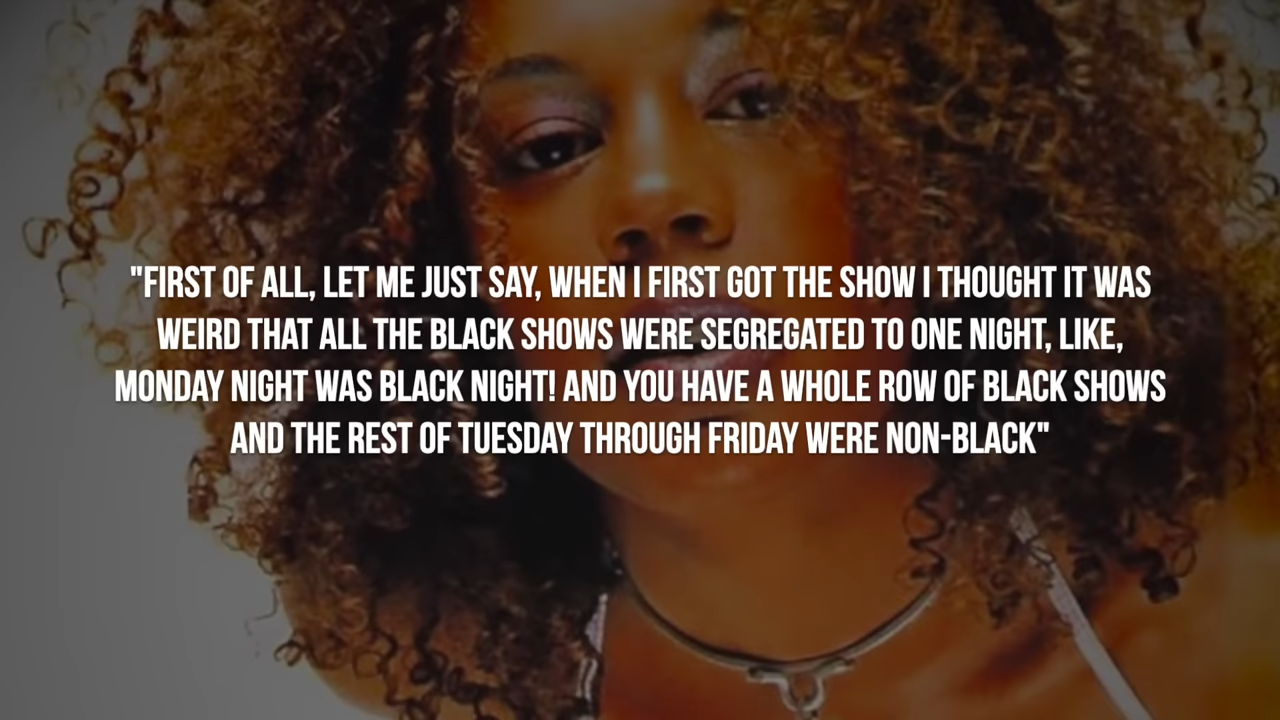 "FIRST OF ALL, LET ME JUST SAY, WHEN I FIRST GOT THE SHOW I THOUGHT IT WAS
WEIRD THAT ALL THE BLACK SHOWS WERE SEGREGATED TO ONE NIGHT, LIKE,
MONDAY NIGHT WAS BLACK NIGHT! AND YOU HAVE A WHOLE ROW OF BLACK SHOWS
AND THE REST OF TUESDAY THROUGH FRIDAY WERE NON-BLACK"